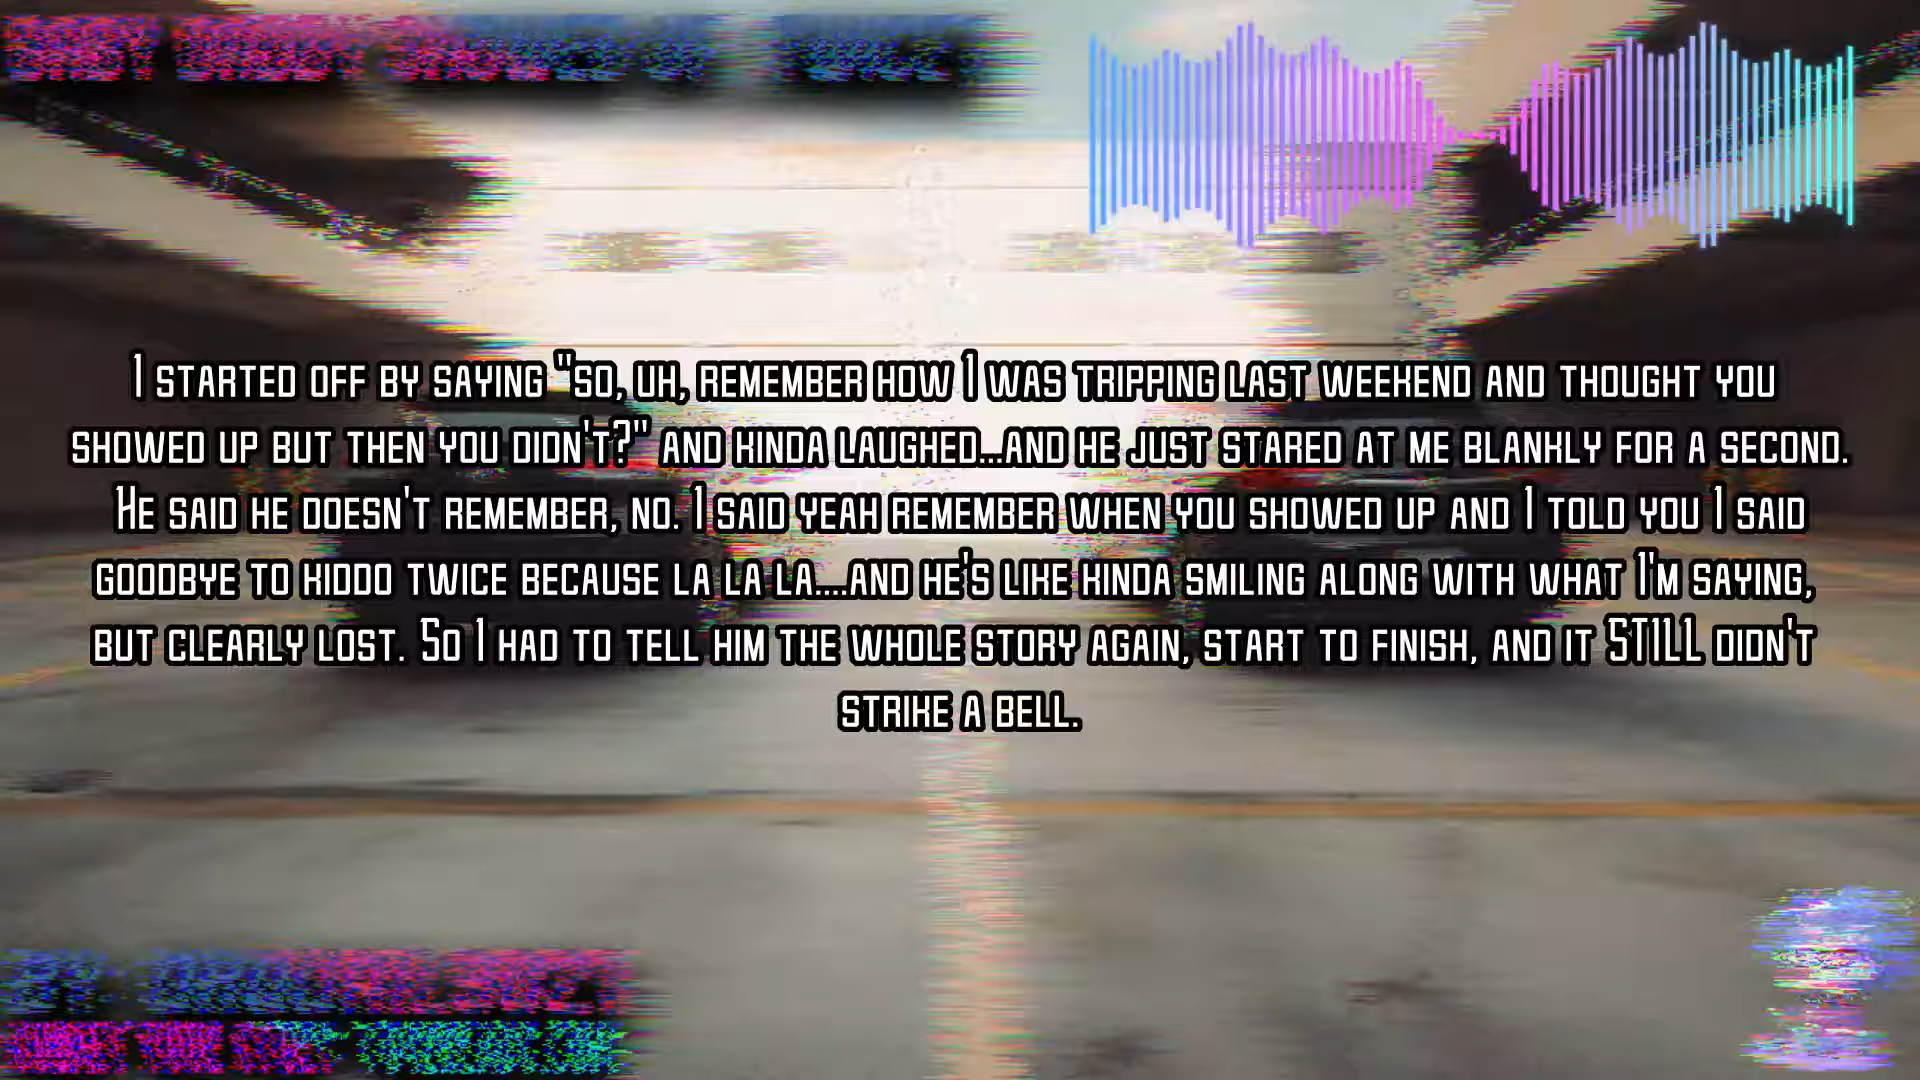 I started off by saying "so, uh, remember how I was tripping last weekend and thought you
showed up but then you didn't?" and kinda laughed...and he just stared at me blankly for a second.
He said he doesn't remember, no. I said yeah remember when you showed up and I told you I said
goodbye to kiddo twice because la la la....and he's like kinda smiling along with what I'm saying,
but clearly lost. So I had to tell him the whole story again, start to finish, and it STILL didn't
strike a bell.